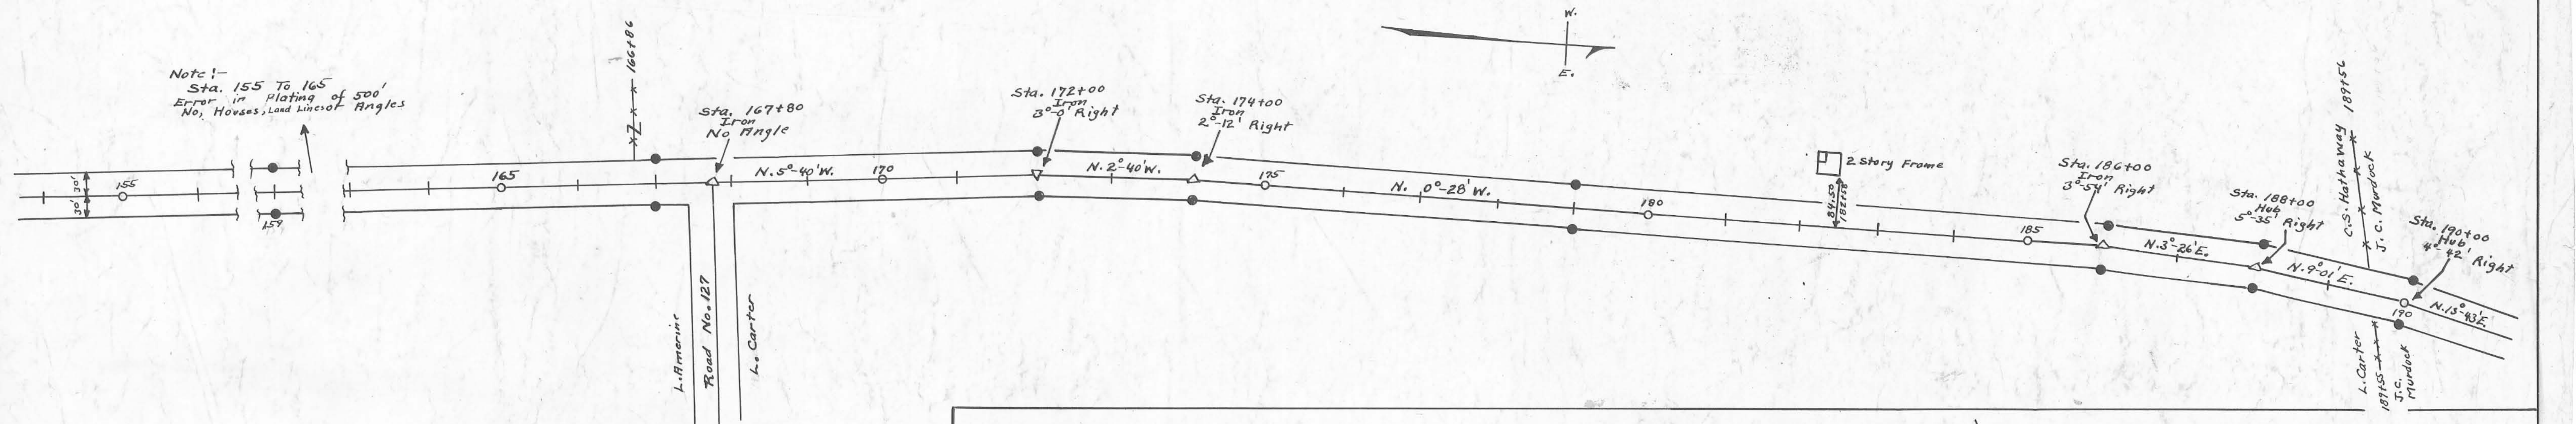 Note:-
Sta. 155 To 165
Error in Plating of 500'
No, Houses, Land Lines or Angles
30'
30'
155
159
165
166+86
Sta. 167+80
Iron
No Angle
N. 5°-40' W.
170
L. Amerine
Road No. 127
L. Carter
Sta. 172+00
Iron
3°-0' Right
N. 2°-40' W.
Sta. 174+00
Iron
2°-12' Right
175
N. 0°-28' W.
W.
E.
180
2 Story Frame
84.50
182+50
185
Sta. 186+00
Iron
3°-54' Right
N. 3°-26' E.
Sta. 188+00
Hub
5°-35' Right
N. 9°-01' E.
C.S. Hathaway 189+56
J.C. Murdock
Sta. 190+00
Hub
4°-42' Right
190
N. 13°-43' E.
L. Carter
189+55
J.C.
Murdock